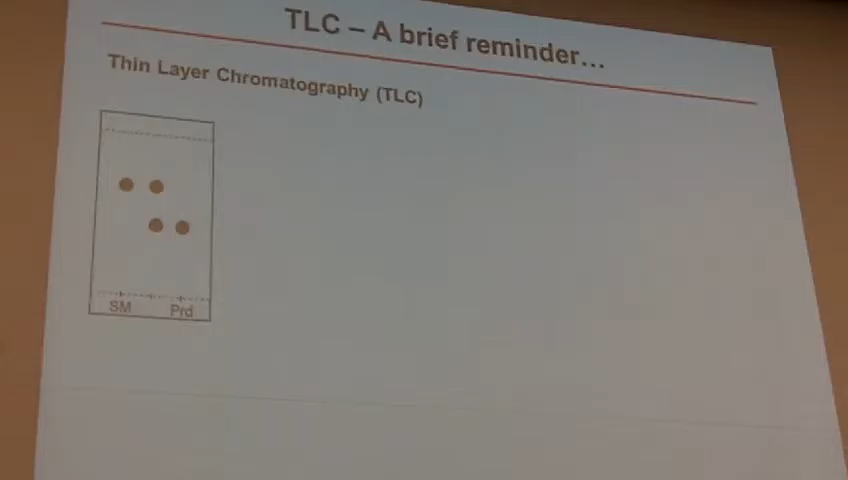 TLC – A brief reminder...
Thin Layer Chromatography (TLC)
SM Prd